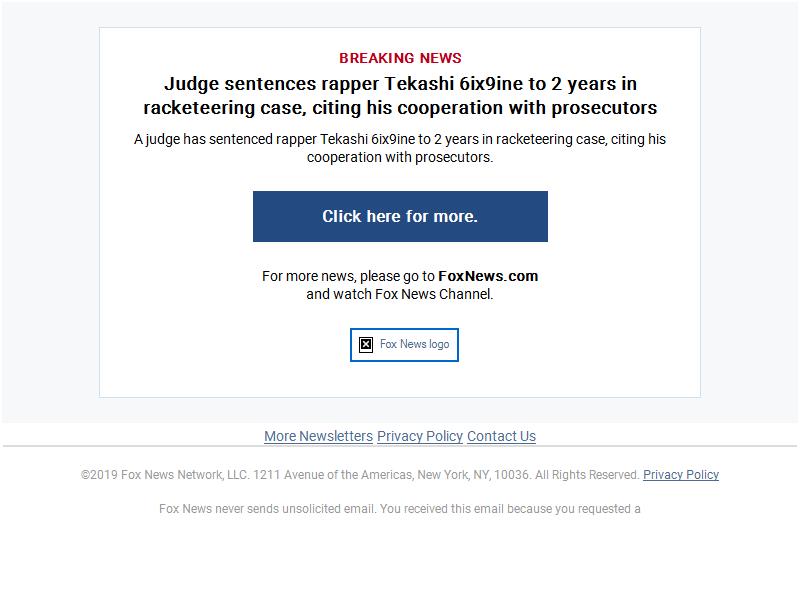 BREAKING NEWS
Judge sentences rapper Tekashi 6ix9ine to 2 years in
racketeering case, citing his cooperation with prosecutors
A judge has sentenced rapper Tekashi 6ix9ine to 2 years in racketeering case, citing his
cooperation with prosecutors.
Click here for more.
For more news, please go to FoxNews.com
and watch Fox News Channel.
Fox News logo
More Newsletters Privacy Policy Contact Us
©2019 Fox News Network, LLC. 1211 Avenue of the Americas, New York, NY, 10036. All Rights Reserved. Privacy Policy
Fox News never sends unsolicited email. You received this email because you requested a